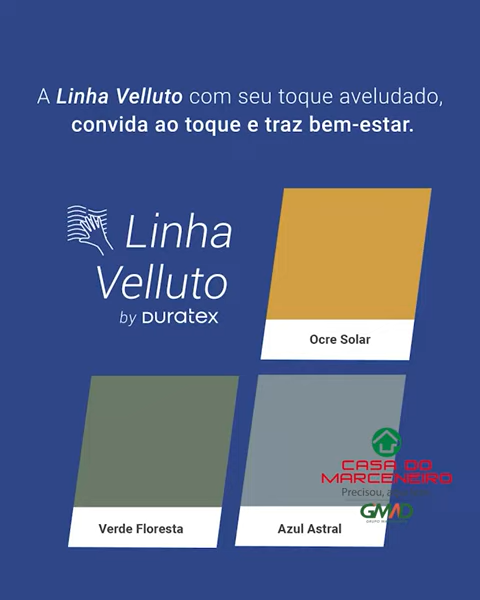 A Linha Velluto com seu toque aveludado,
convida ao toque e traz bem-estar.
Linha
Velluto
by Duratex
Ocre Solar
Verde Floresta
Azul Astral
CASA DO
MARCENEIRO
Precisou,
GMAD